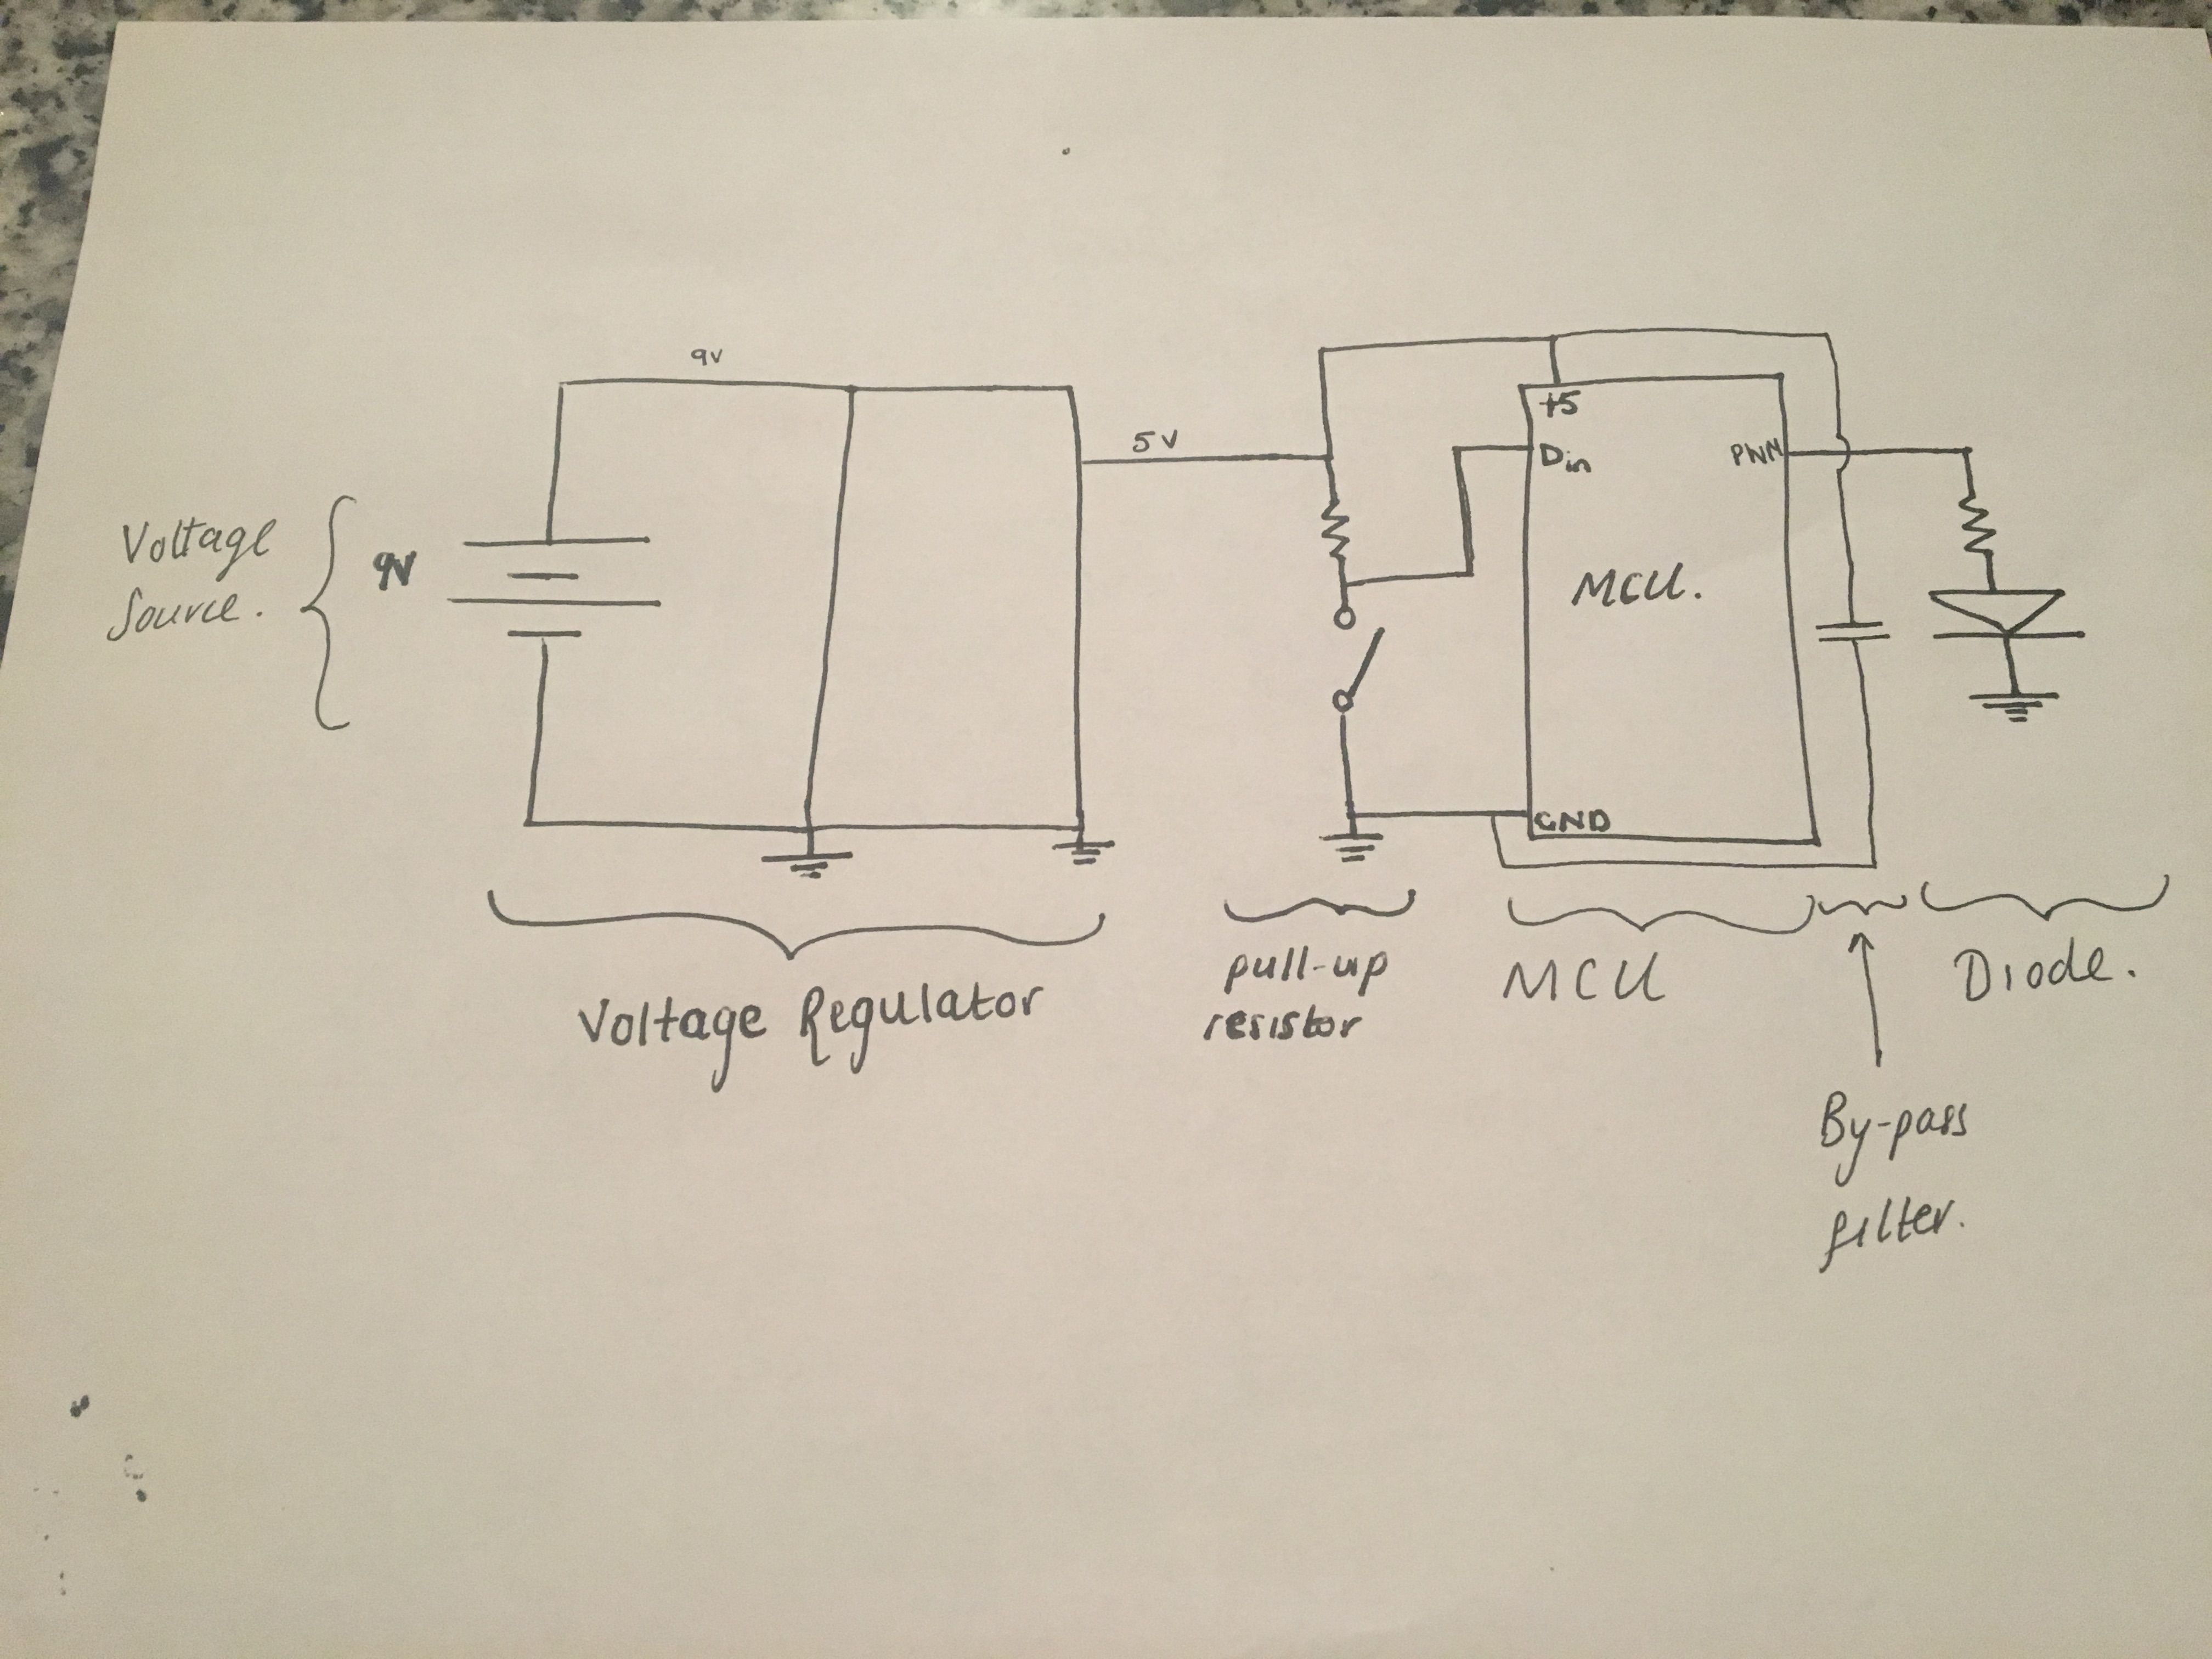 9V
5V
+5
Din
PWM
Voltage
Source.
9V
MCU.
GND
Voltage Regulator
pull-up
resistor
MCU
Diode.
By-pass
filter.